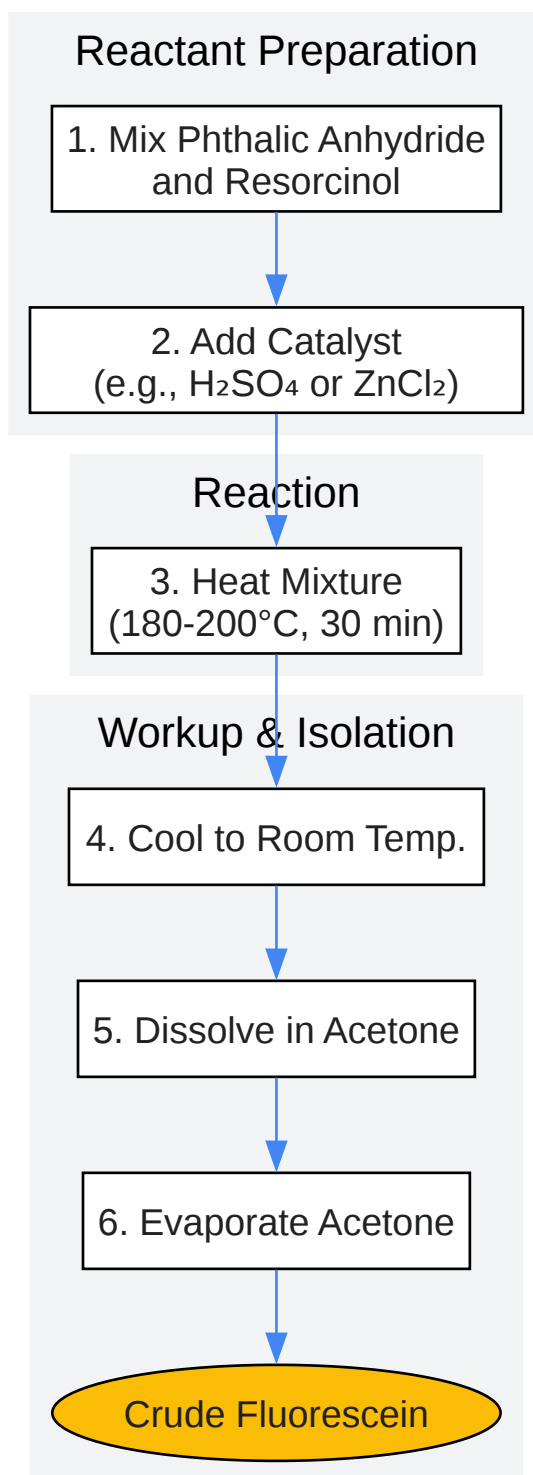 Reactant Preparation
1. Mix Phthalic Anhydride
and Resorcinol
2. Add Catalyst
(e.g., H₂SO₄ or ZnCl₂)
Reaction
3. Heat Mixture
(180-200°C, 30 min)
Workup & Isolation
4. Cool to Room Temp.
5. Dissolve in Acetone
6. Evaporate Acetone
Crude Fluorescein